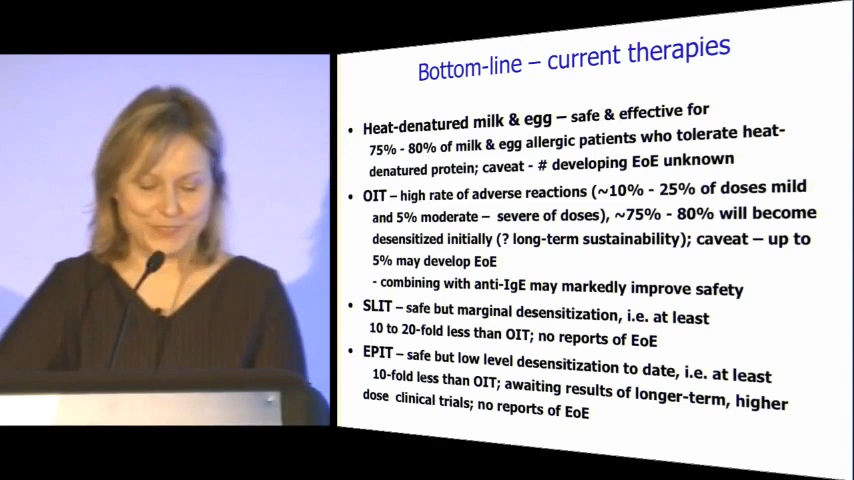 Bottom-line – current therapies
• Heat-denatured milk & egg – safe & effective for
75% - 80% of milk & egg allergic patients who tolerate heat-
denatured protein; caveat - # developing EoE unknown
• OIT – high rate of adverse reactions (~10% - 25% of doses mild
and 5% moderate – severe of doses), ~75% - 80% will become
desensitized initially (? long-term sustainability); caveat – up to
5% may develop EoE
- combining with anti-IgE may markedly improve safety
• SLIT – safe but marginal desensitization, i.e. at least
10 to 20-fold less than OIT; no reports of EoE
• EPIT – safe but low level desensitization to date, i.e. at least
10-fold less than OIT; awaiting results of longer-term, higher
dose clinical trials; no reports of EoE